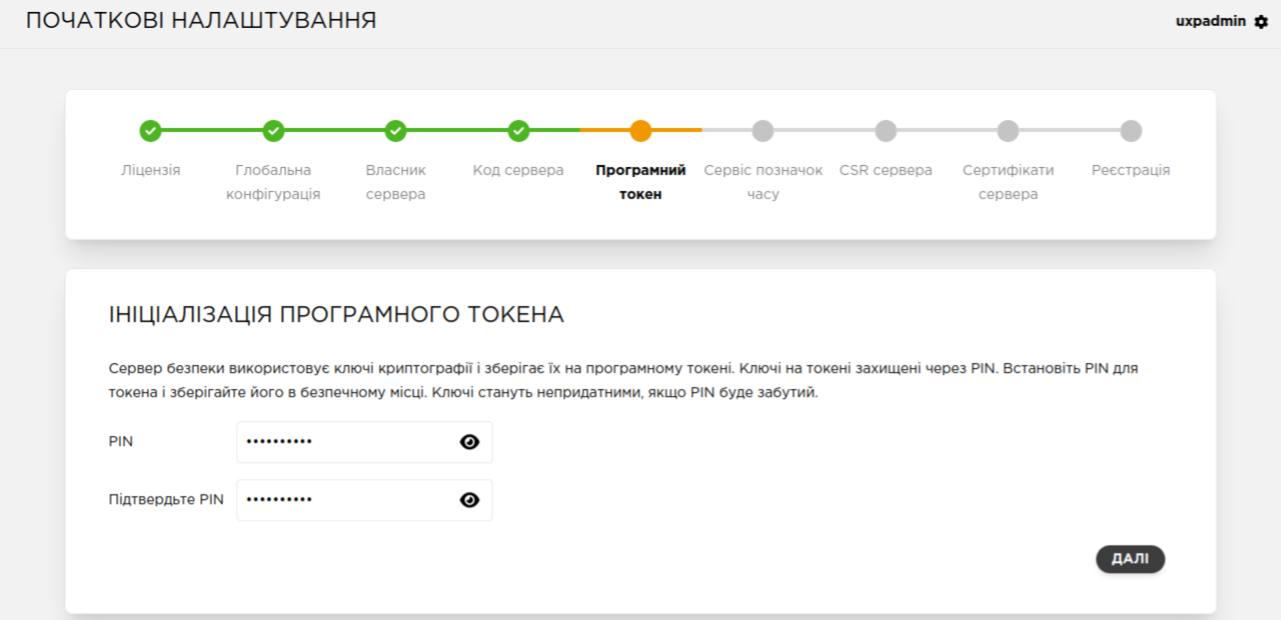 ПОЧАТКОВІ НАЛАШТУВАННЯ
uxpadmin
Ліцензія
Глобальна
конфігурація
Власник
сервера
Код сервера
Програмний
токен
Сервіс позначок
часу
CSR сервера
Сертифікати
сервера
Реєстрація
ІНІЦІАЛІЗАЦІЯ ПРОГРАМНОГО ТОКЕНА
Сервер безпеки використовує ключі криптографії і зберігає їх на програмному токені. Ключі на токені захищені через PIN. Встановіть PIN для
токена і зберігайте його в безпечному місці. Ключі стануть непридатними, якщо PIN буде забутий.
PIN
••••••••••
Підтвердьте PIN
••••••••••
ДАЛІ